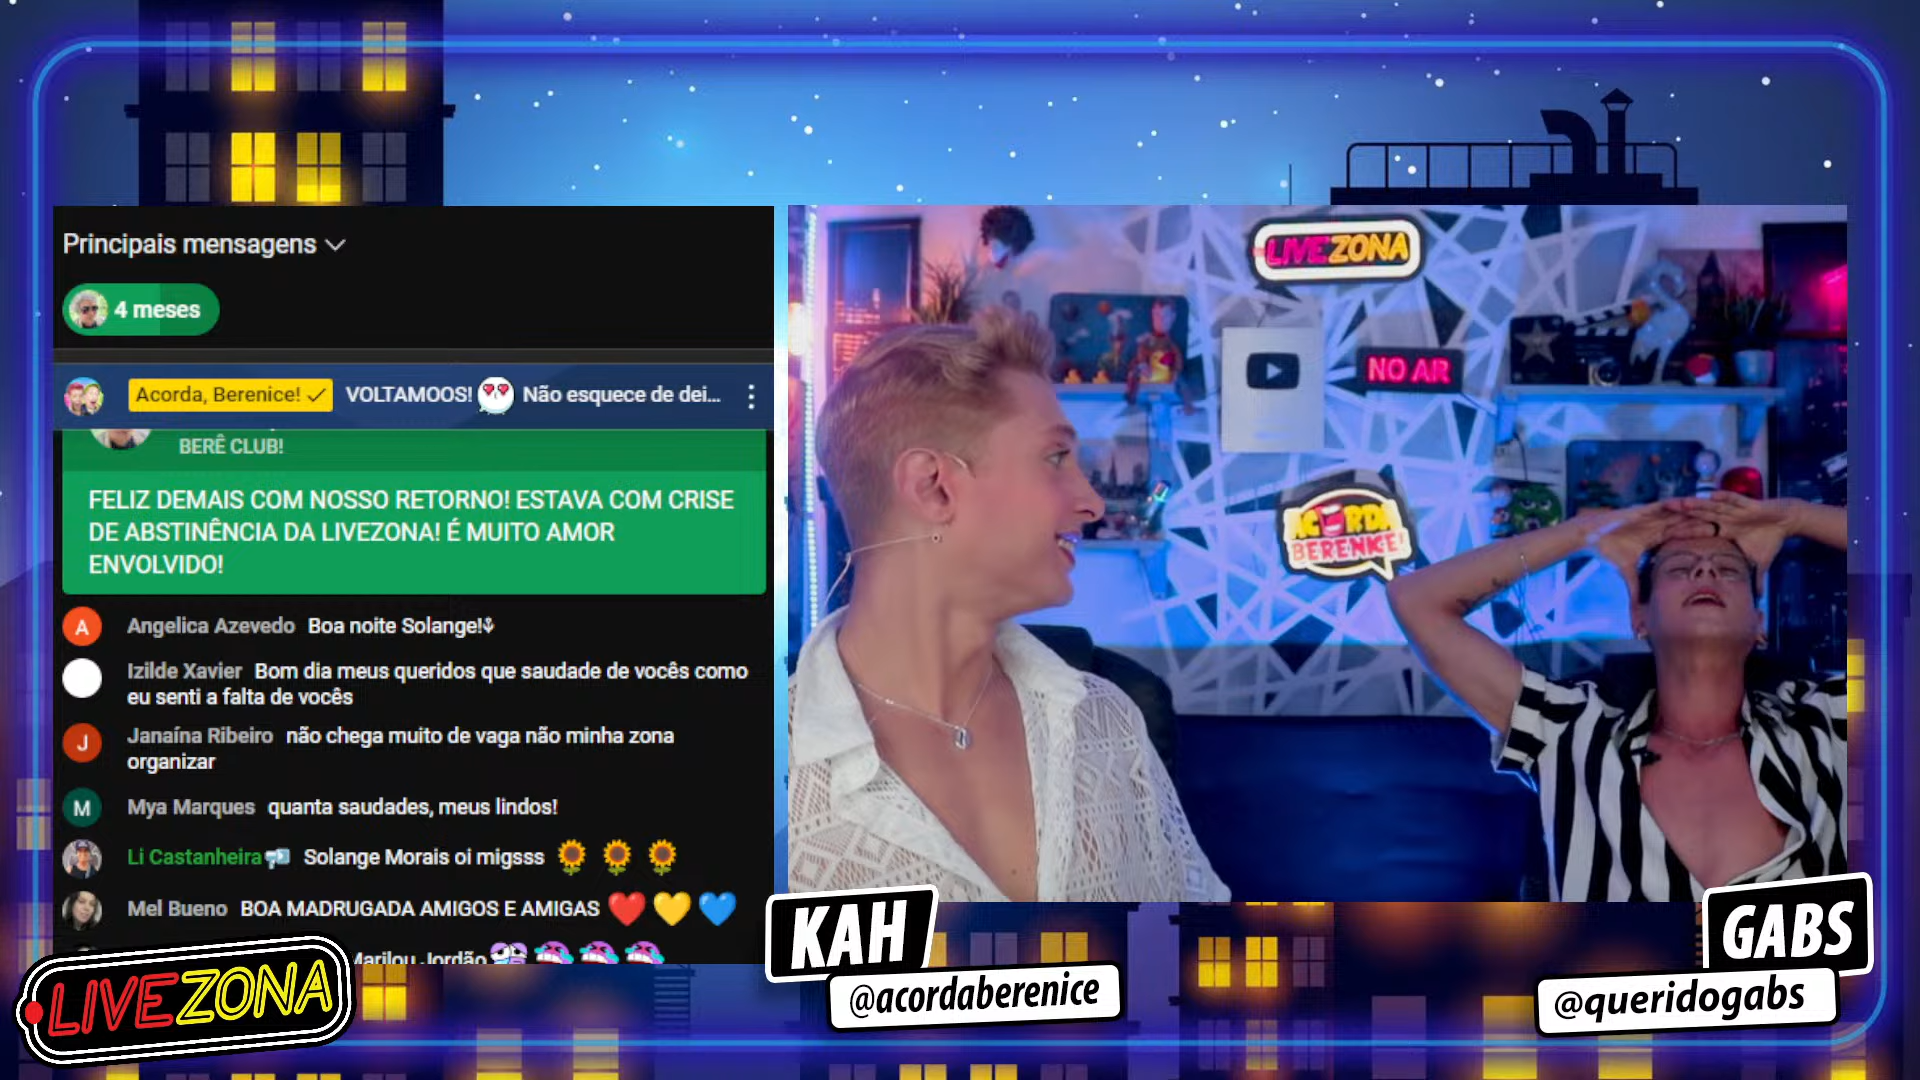 Principais mensagens
4 meses
Acorda, Berenice! VOLTAMOOS! Não esquece de dei...
BERÊ CLUB!
FELIZ DEMAIS COM NOSSO RETORNO! ESTAVA COM CRISE
DE ABSTINÊNCIA DA LIVEZONA! É MUITO AMOR
ENVOLVIDO!
A Angelica Azevedo Boa noite Solange!
Izilde Xavier Bom dia meus queridos que saudade de vocês como
eu senti a falta de vocês
J Janaína Ribeiro não chega muito de vaga não minha zona
organizar
M Mya Marques quanta saudades, meus lindos!
Li Castanheira Solange Morais oi migsss 🌻 🌻 🌻
Mel Bueno BOA MADRUGADA AMIGOS E AMIGAS ❤️ 💛 💙
Marilou Jordão
LIVEZONA
LIVEZONA
NO AR
ACORDA
BERENICE!
KAH
@acordaberenice
GABS
@queridogabs